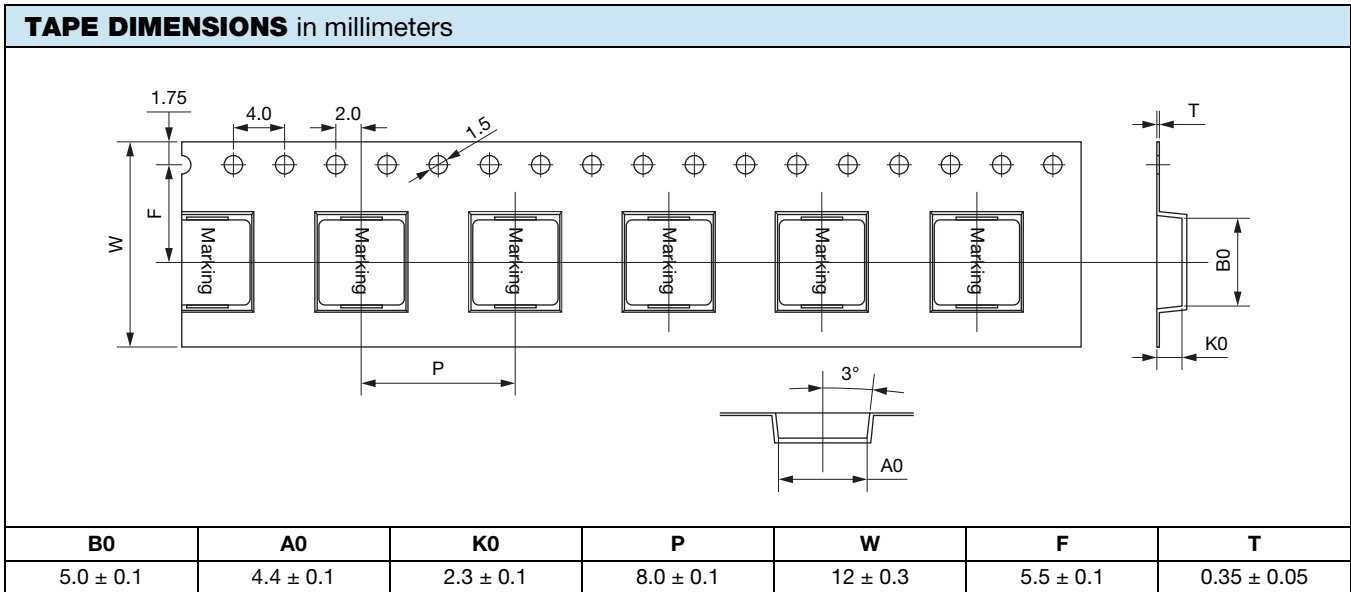 TAPE DIMENSIONS in millimeters
1.75
4.0
2.0
1.5
T
F
W
Marking Marking Marking Marking Marking Marking
B0
K0
P
3°
A0
B0 A0 K0 P W F T
5.0 ± 0.1 4.4 ± 0.1 2.3 ± 0.1 8.0 ± 0.1 12 ± 0.3 5.5 ± 0.1 0.35 ± 0.05